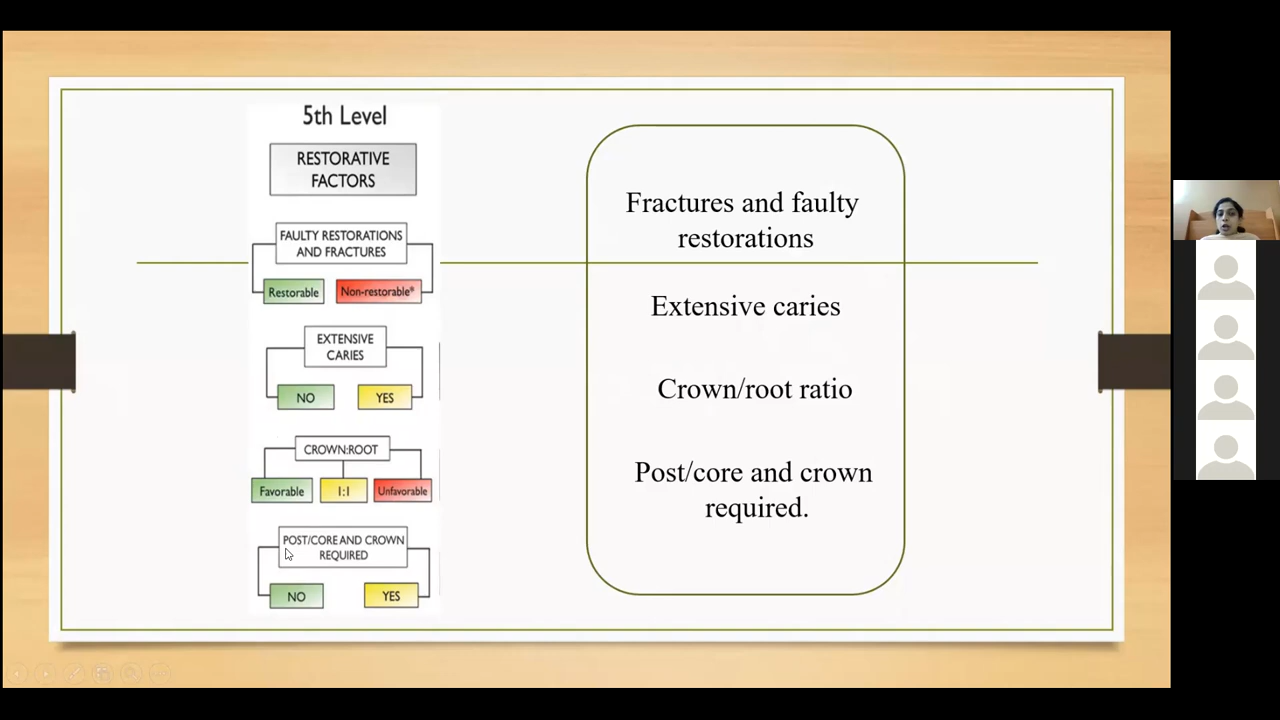 5th Level
RESTORATIVE
FACTORS
FAULTY RESTORATIONS
AND FRACTURES
Restorable
Non-restorable*
EXTENSIVE
CARIES
NO
YES
CROWN:ROOT
Favorable
1:1
Unfavorable
POST/CORE AND CROWN
REQUIRED
NO
YES
Fractures and faulty
restorations
Extensive caries
Crown/root ratio
Post/core and crown
required.